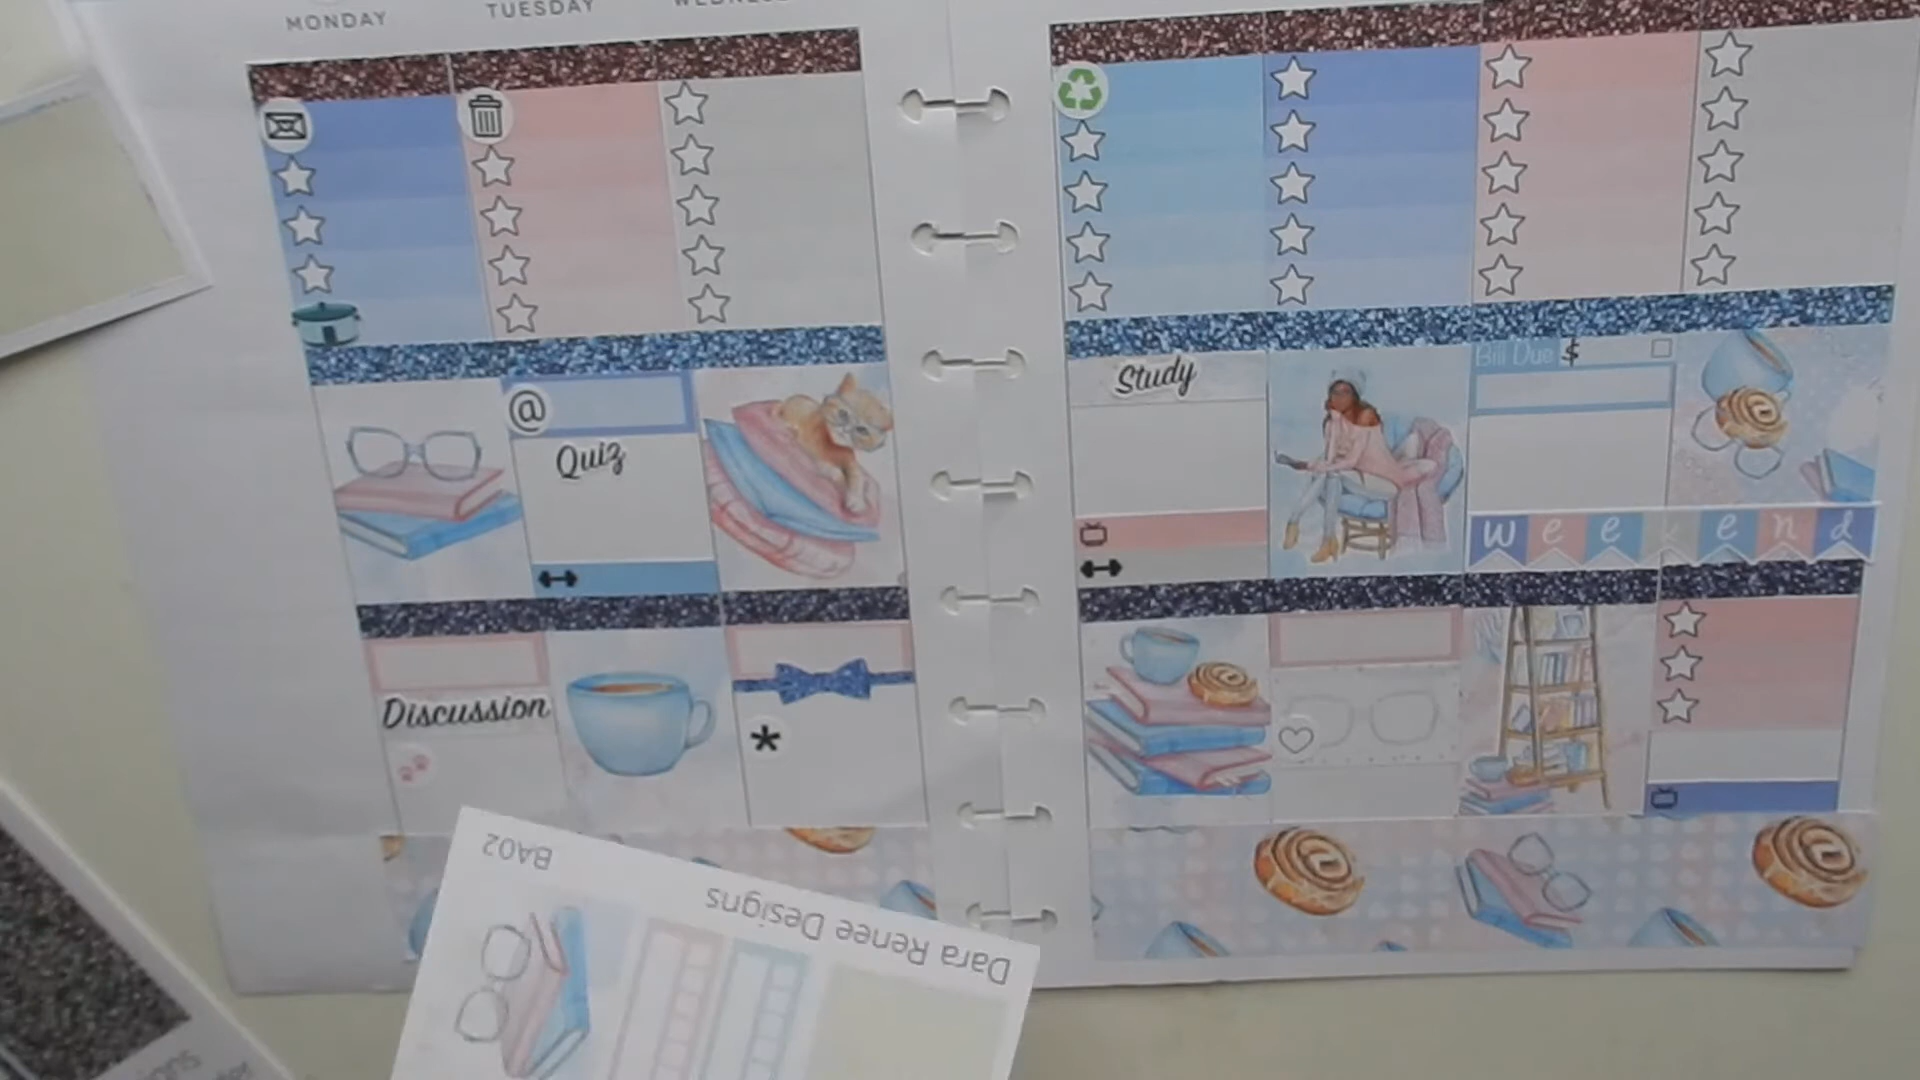 MONDAY
TUESDAY
Study
Bill Due $
@
Quiz
weekend
Discussion
*
BA02
Dara Renee Designs